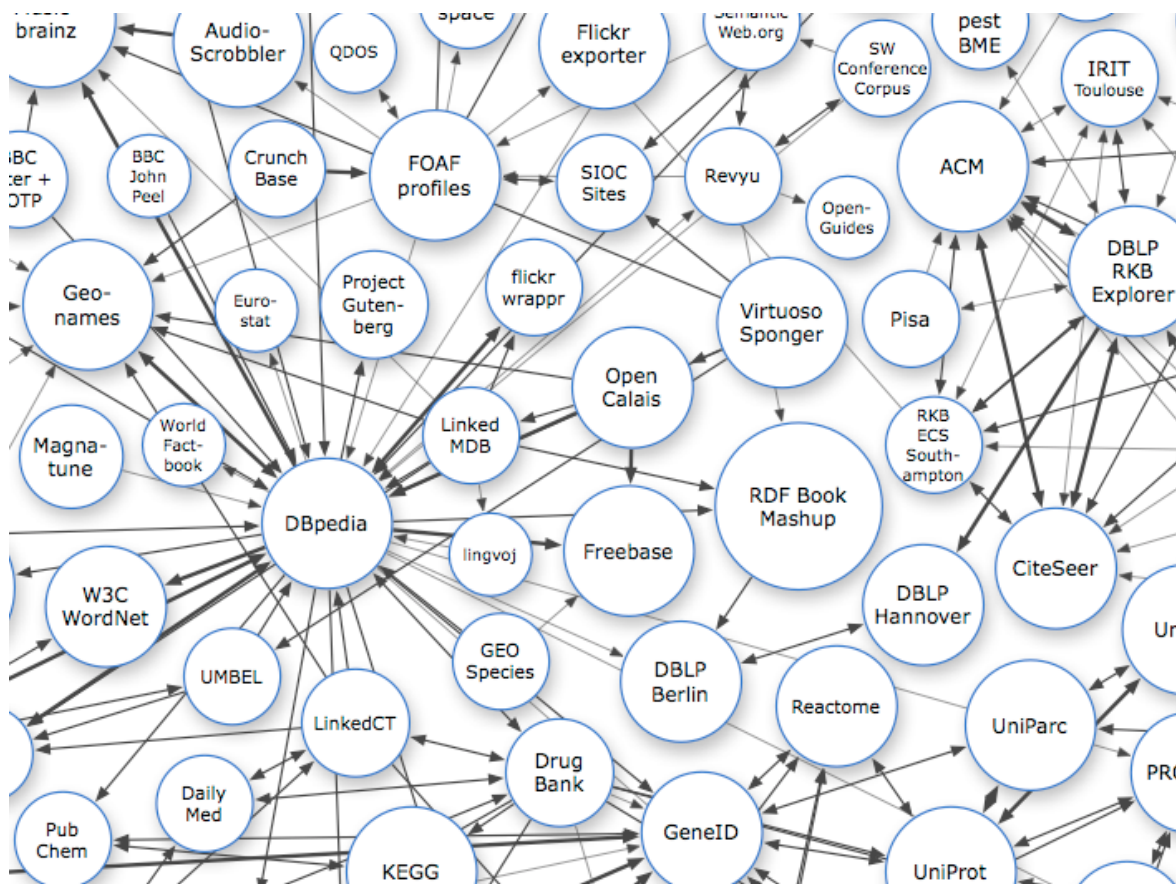 brainz
Audio-
Scrobbler
QDOS
space
Flickr
exporter
Semantic
Web.org
SW
Conference
Corpus
pest
BME
IRIT
Toulouse
BBC
John
Peel
Crunch
Base
FOAF
profiles
SIOC
Sites
Revyu
Open-
Guides
ACM
DBLP
RKB
Explorer
OTP
Geo-
names
Euro-
stat
Project
Guten-
berg
flickr
wrappr
Virtuoso
Sponger
Pisa
Open
Calais
Magna-
tune
World
Fact-
book
Linked
MDB
RKB
ECS
South-
ampton
DBpedia
RDF Book
Mashup
lingvoj
Freebase
CiteSeer
W3C
WordNet
DBLP
Hannover
UMBEL
GEO
Species
DBLP
Berlin
LinkedCT
Reactome
UniParc
Daily
Med
Drug
Bank
Pub
Chem
KEGG
GeneID
UniProt